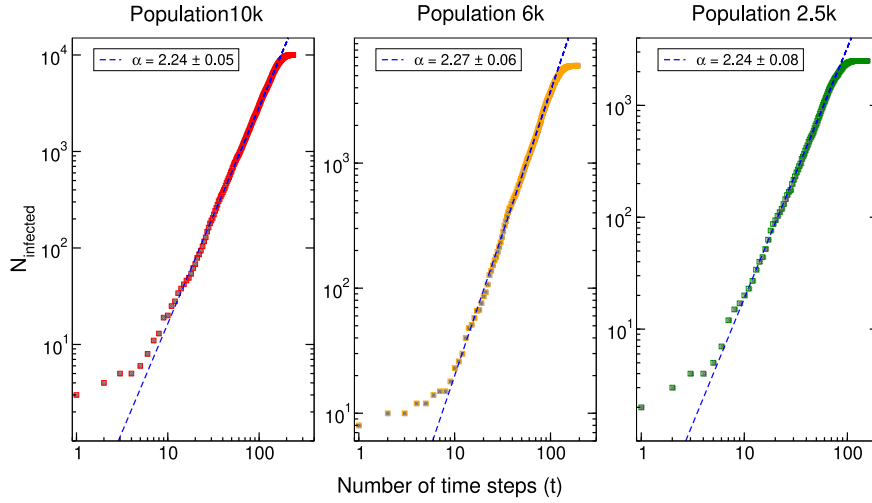 Population10k
Population 6k
Population 2.5k
α = 2.24 ± 0.05
α = 2.27 ± 0.06
α = 2.24 ± 0.08
N_infected
10^4
10^3
10^2
10^1
10^3
10^2
10^1
10^3
10^2
10^1
1 10 100
1 10 100
1 10 100
Number of time steps (t)